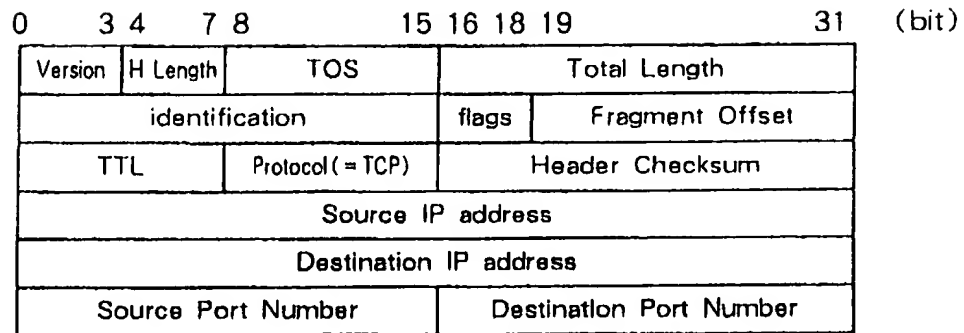 0 3 4 7 8 15 16 18 19 31 (bit)
Version H Length TOS Total Length
identification flags Fragment Offset
TTL Protocol(=TCP) Header Checksum
Source IP address
Destination IP address
Source Port Number Destination Port Number